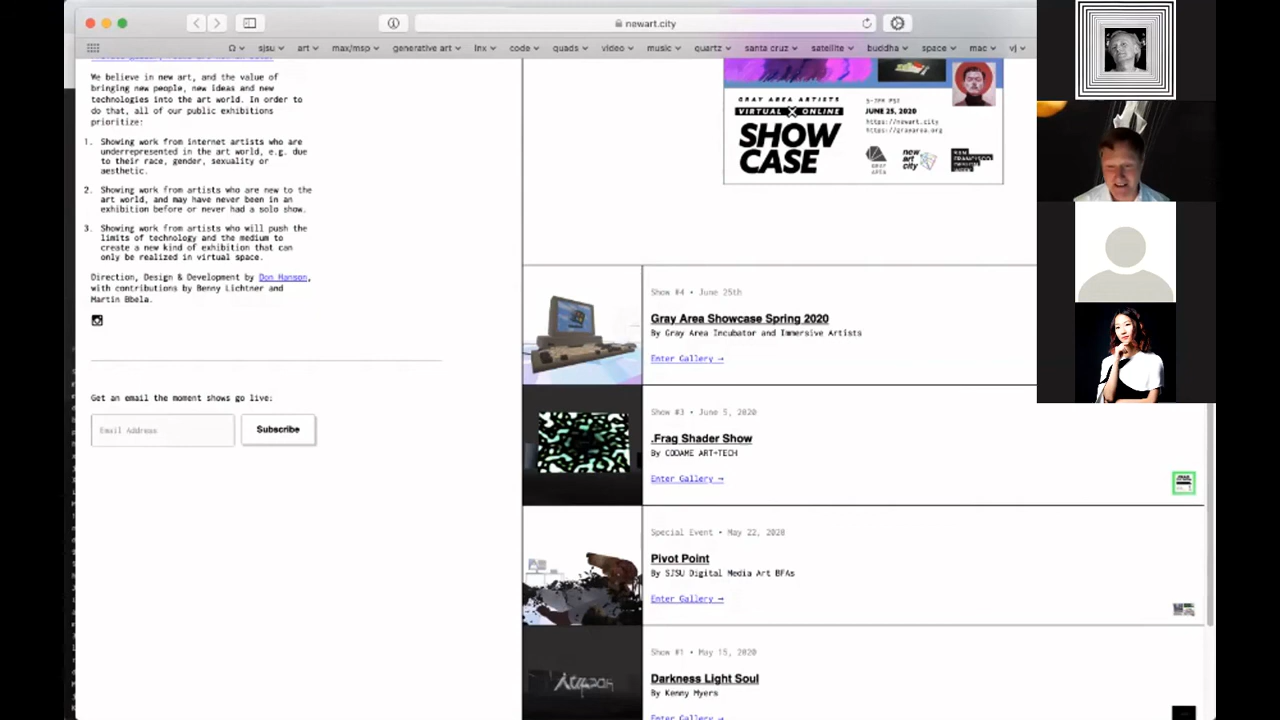 newart.city
sjsu
art
max/msp
generative art
lnx
code
quads
video
music
quartz
santa cruz
satellite
buddha
space
mac
vj
We believe in new art, and the value of
bringing new people, new ideas and new
technologies into the art world. In order to
do that, all of our public exhibitions
prioritize:
1. Showing work from internet artists who are
underrepresented in the art world, e.g. due
to their race, gender, sexuality or
aesthetic.
2. Showing work from artists who are new to the
art world, and may have never been in an
exhibition before or never had a solo show.
3. Showing work from artists who will push the
limits of technology and the medium to
create a new kind of exhibition that can
only be realized in virtual space.
Direction, Design & Development by Don Hanson,
with contributions by Benny Lichtner and
Martin Bbela.
Get an email the moment shows go live:
Email Address
Subscribe
GRAY AREA ARTISTS
VIRTUAL X ONLINE
SHOW
CASE
5-7PM PST
JUNE 25, 2020
https://newart.city
https://grayarea.org
GRAY
AREA
new
art
city
Show #4 • June 25th
Gray Area Showcase Spring 2020
By Gray Area Incubator and Immersive Artists
Enter Gallery →
Show #3 • June 5, 2020
.Frag Shader Show
By CODAME ART+TECH
Enter Gallery →
Special Event • May 22, 2020
Pivot Point
By SJSU Digital Media Art BFAs
Enter Gallery →
Show #1 • May 15, 2020
Darkness Light Soul
By Kenny Myers
Enter Gallery →